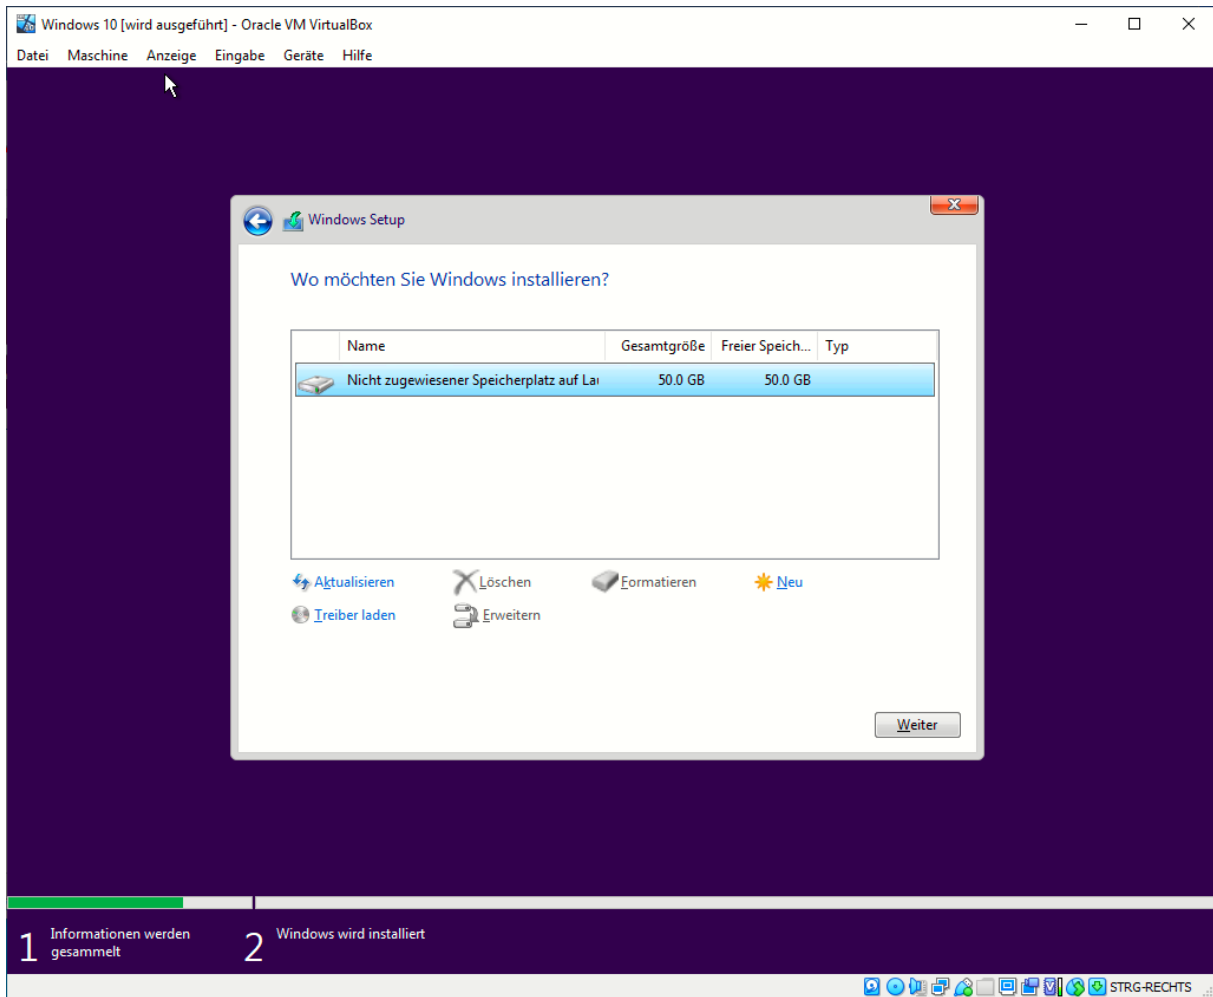 Windows 10 [wird ausgeführt] - Oracle VM VirtualBox
Datei Maschine Anzeige Eingabe Geräte Hilfe
Windows Setup
Wo möchten Sie Windows installieren?
Name Gesamtgröße Freier Speich... Typ
Nicht zugewiesener Speicherplatz auf Lau 50.0 GB 50.0 GB
Aktualisieren Löschen Formatieren Neu
Treiber laden Erweitern
Weiter
1 Informationen werden
gesammelt
2 Windows wird installiert
STRG-RECHTS